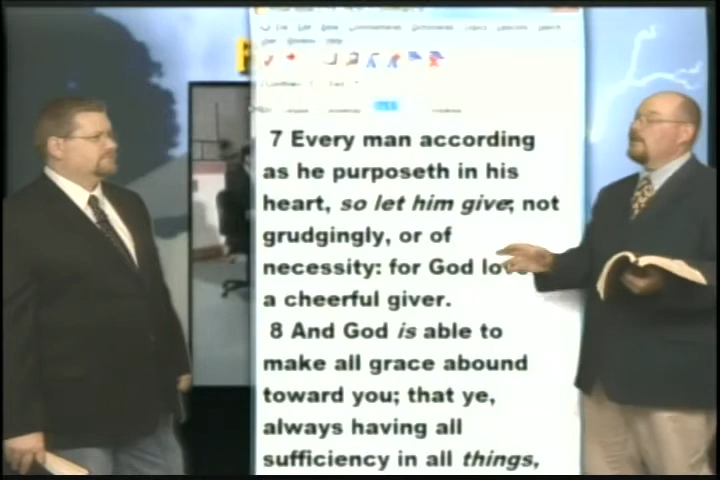 7 Every man according
as he purposeth in his
heart, so let him give; not
grudgingly, or of
necessity: for God
a cheerful giver.
8 And God is able to
make all grace abound
toward you; that ye,
always having all
sufficiency in all things,